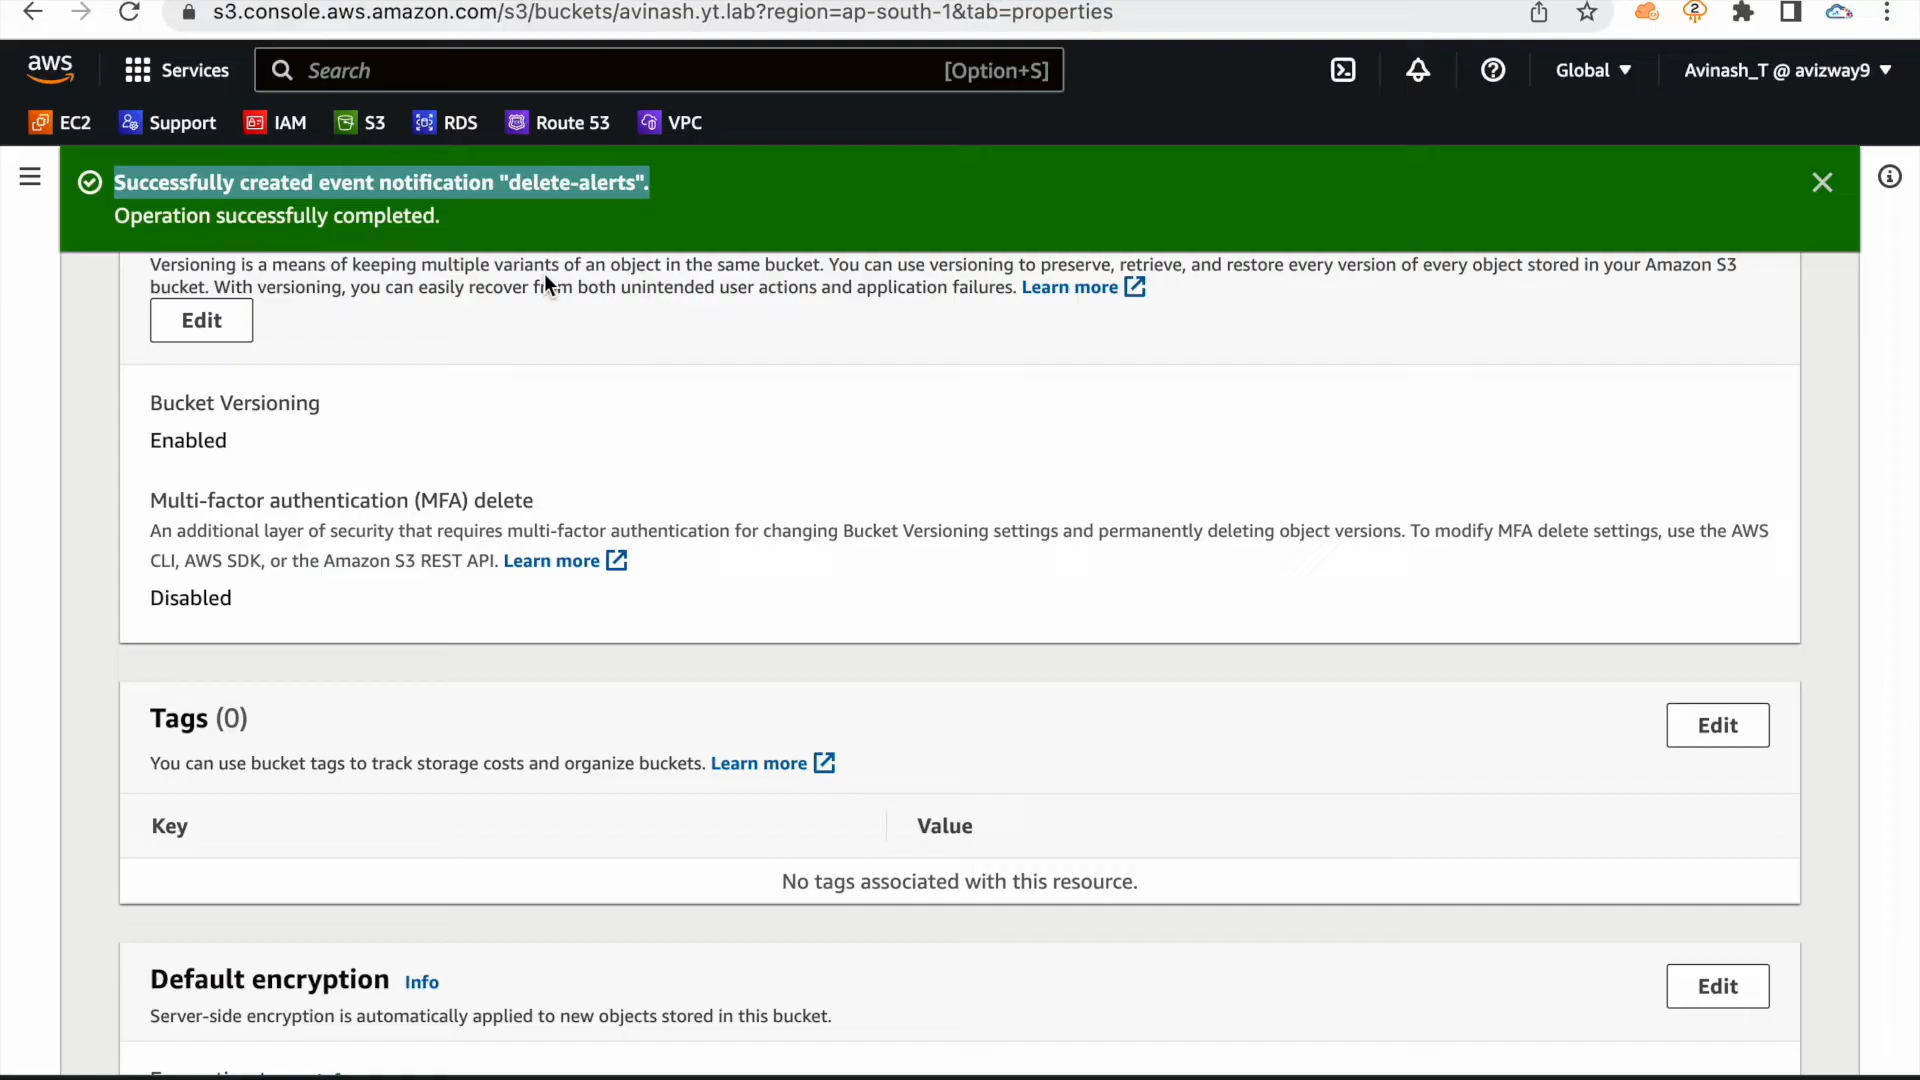 s3.console.aws.amazon.com/s3/buckets/avinash.yt.lab?region=ap-south-1&tab=properties
2
aws
Services
Search
[Option+S]
Global
Avinash_T @ avizway9
EC2
Support
IAM
S3
RDS
Route 53
VPC
Successfully created event notification "delete-alerts".
Operation successfully completed.
Versioning is a means of keeping multiple variants of an object in the same bucket. You can use versioning to preserve, retrieve, and restore every version of every object stored in your Amazon S3
bucket. With versioning, you can easily recover from both unintended user actions and application failures. Learn more
Edit
Bucket Versioning
Enabled
Multi-factor authentication (MFA) delete
An additional layer of security that requires multi-factor authentication for changing Bucket Versioning settings and permanently deleting object versions. To modify MFA delete settings, use the AWS
CLI, AWS SDK, or the Amazon S3 REST API. Learn more
Disabled
Tags (0)
Edit
You can use bucket tags to track storage costs and organize buckets. Learn more
Key
Value
No tags associated with this resource.
Default encryption Info
Edit
Server-side encryption is automatically applied to new objects stored in this bucket.